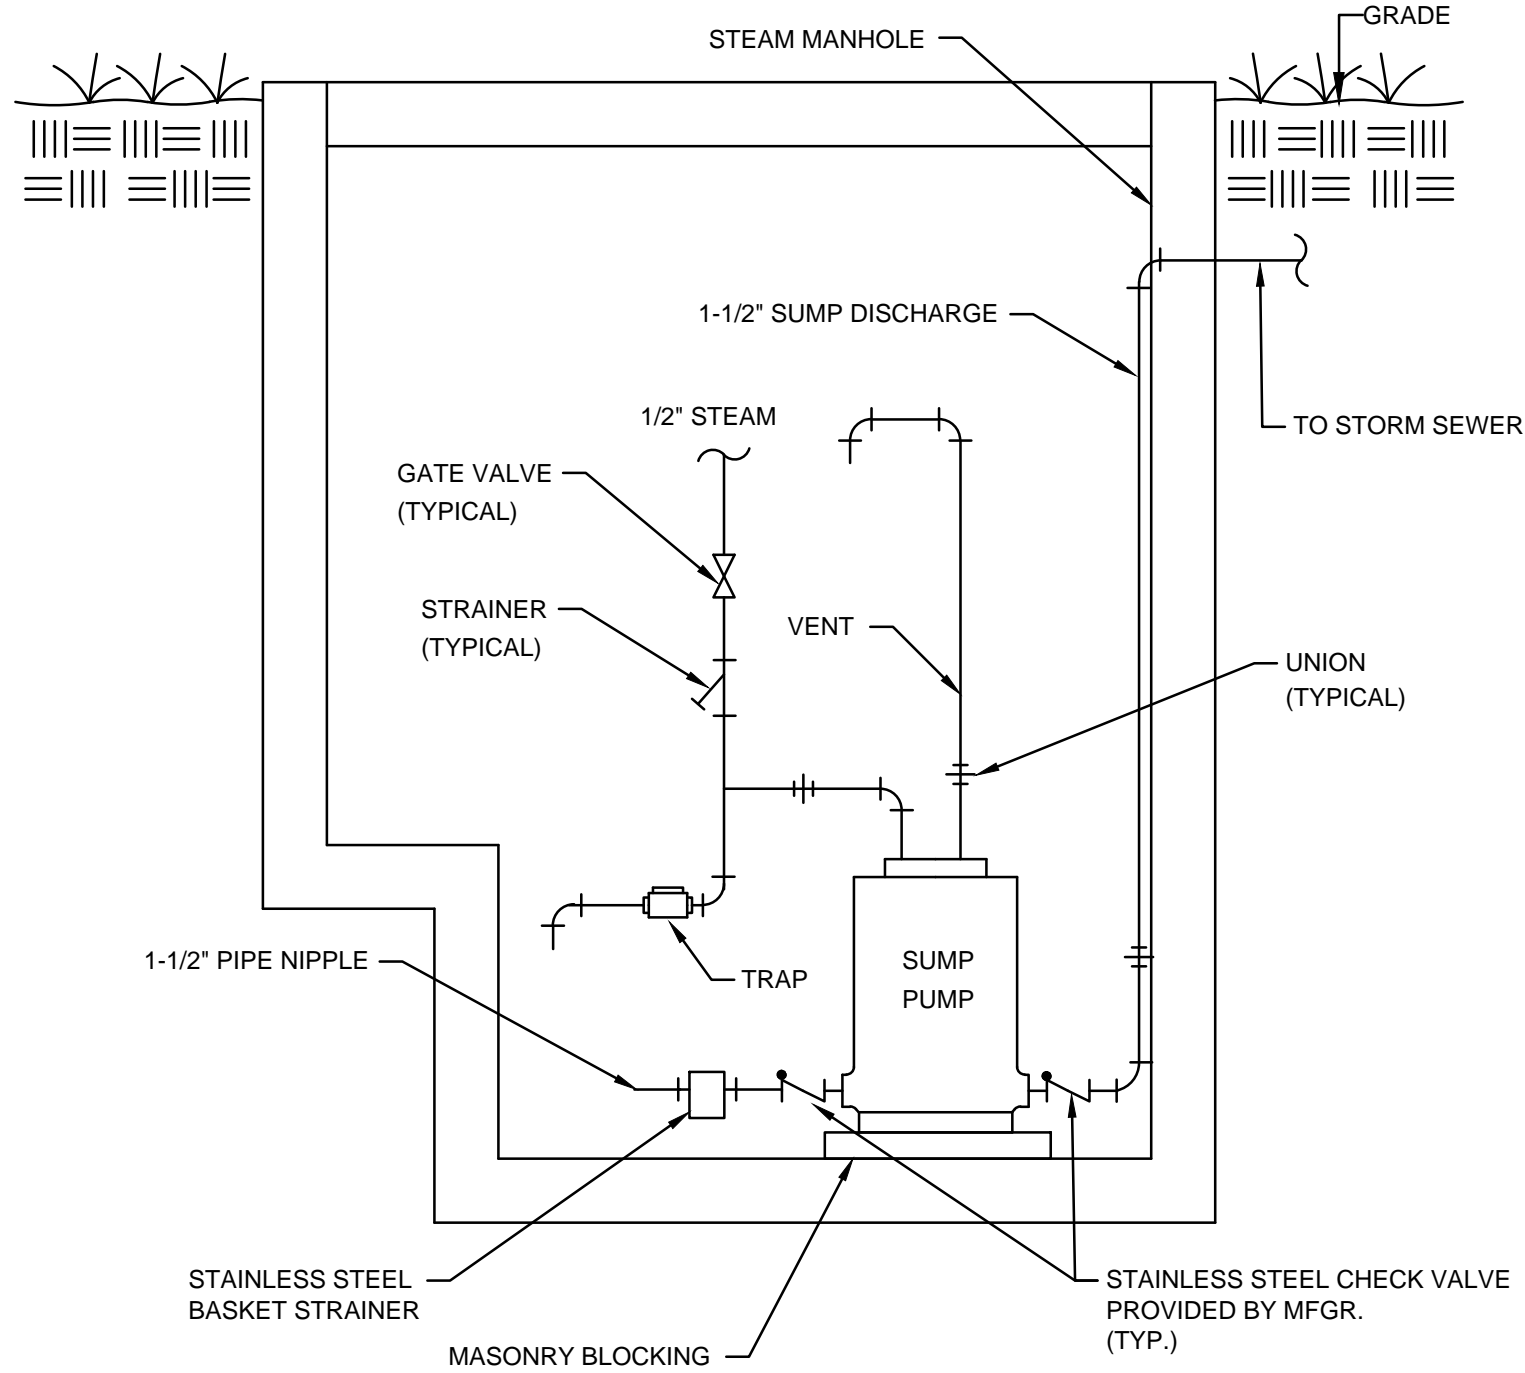 GRADE
STEAM MANHOLE
1-1/2" SUMP DISCHARGE
1/2" STEAM
TO STORM SEWER
GATE VALVE
(TYPICAL)
STRAINER
(TYPICAL)
VENT
UNION
(TYPICAL)
1-1/2" PIPE NIPPLE
TRAP
SUMP
PUMP
STAINLESS STEEL
BASKET STRAINER
STAINLESS STEEL CHECK VALVE
PROVIDED BY MFGR.
(TYP.)
MASONRY BLOCKING